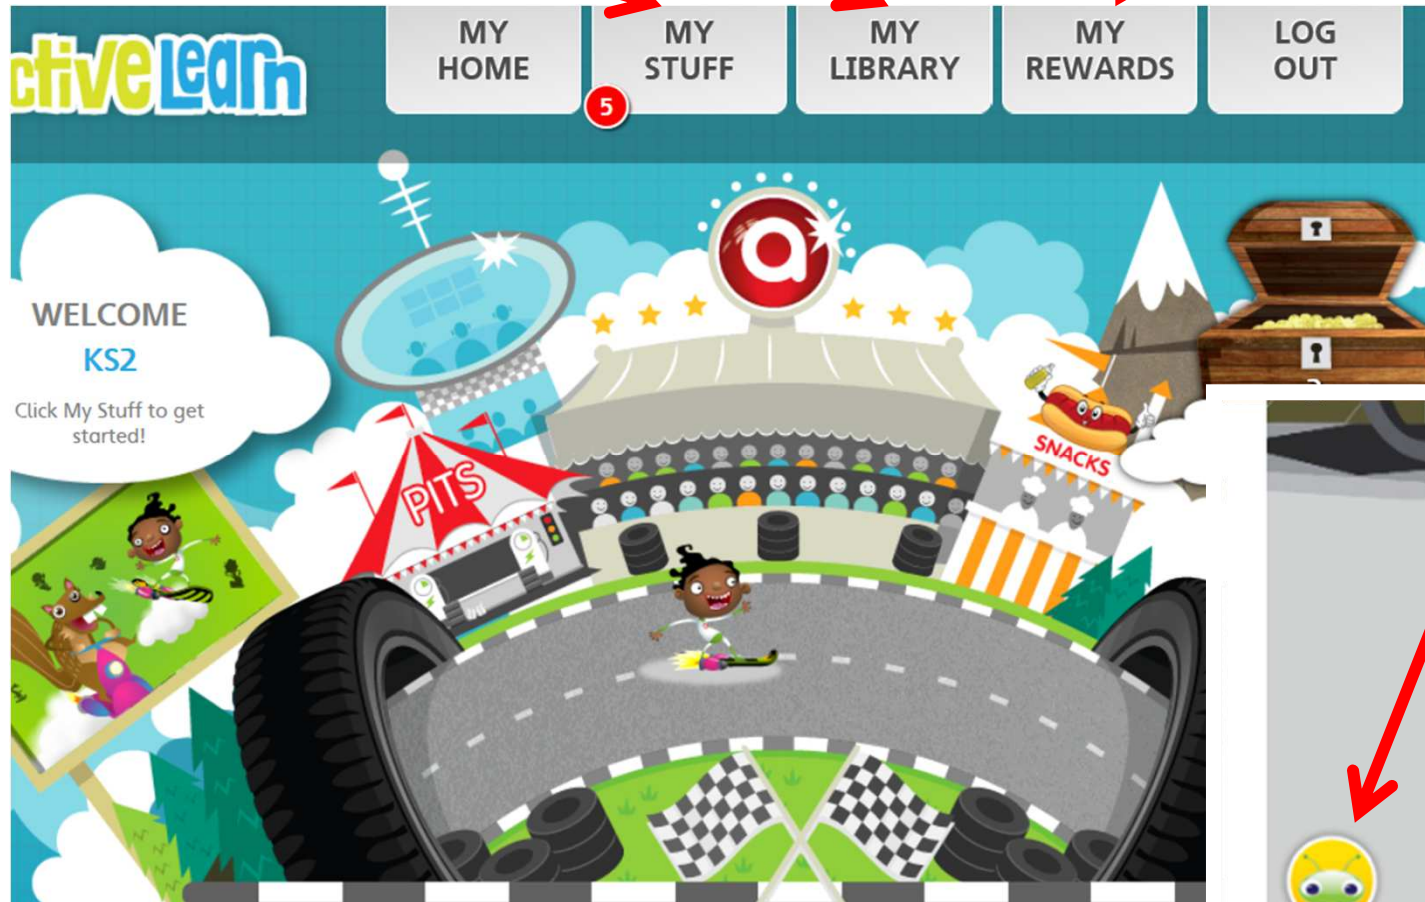 ctive Learn
MY HOME
MY STUFF
MY LIBRARY
MY REWARDS
LOG OUT
5
WELCOME
KS2
Click My Stuff to get
started!
a
PITS
SNACKS